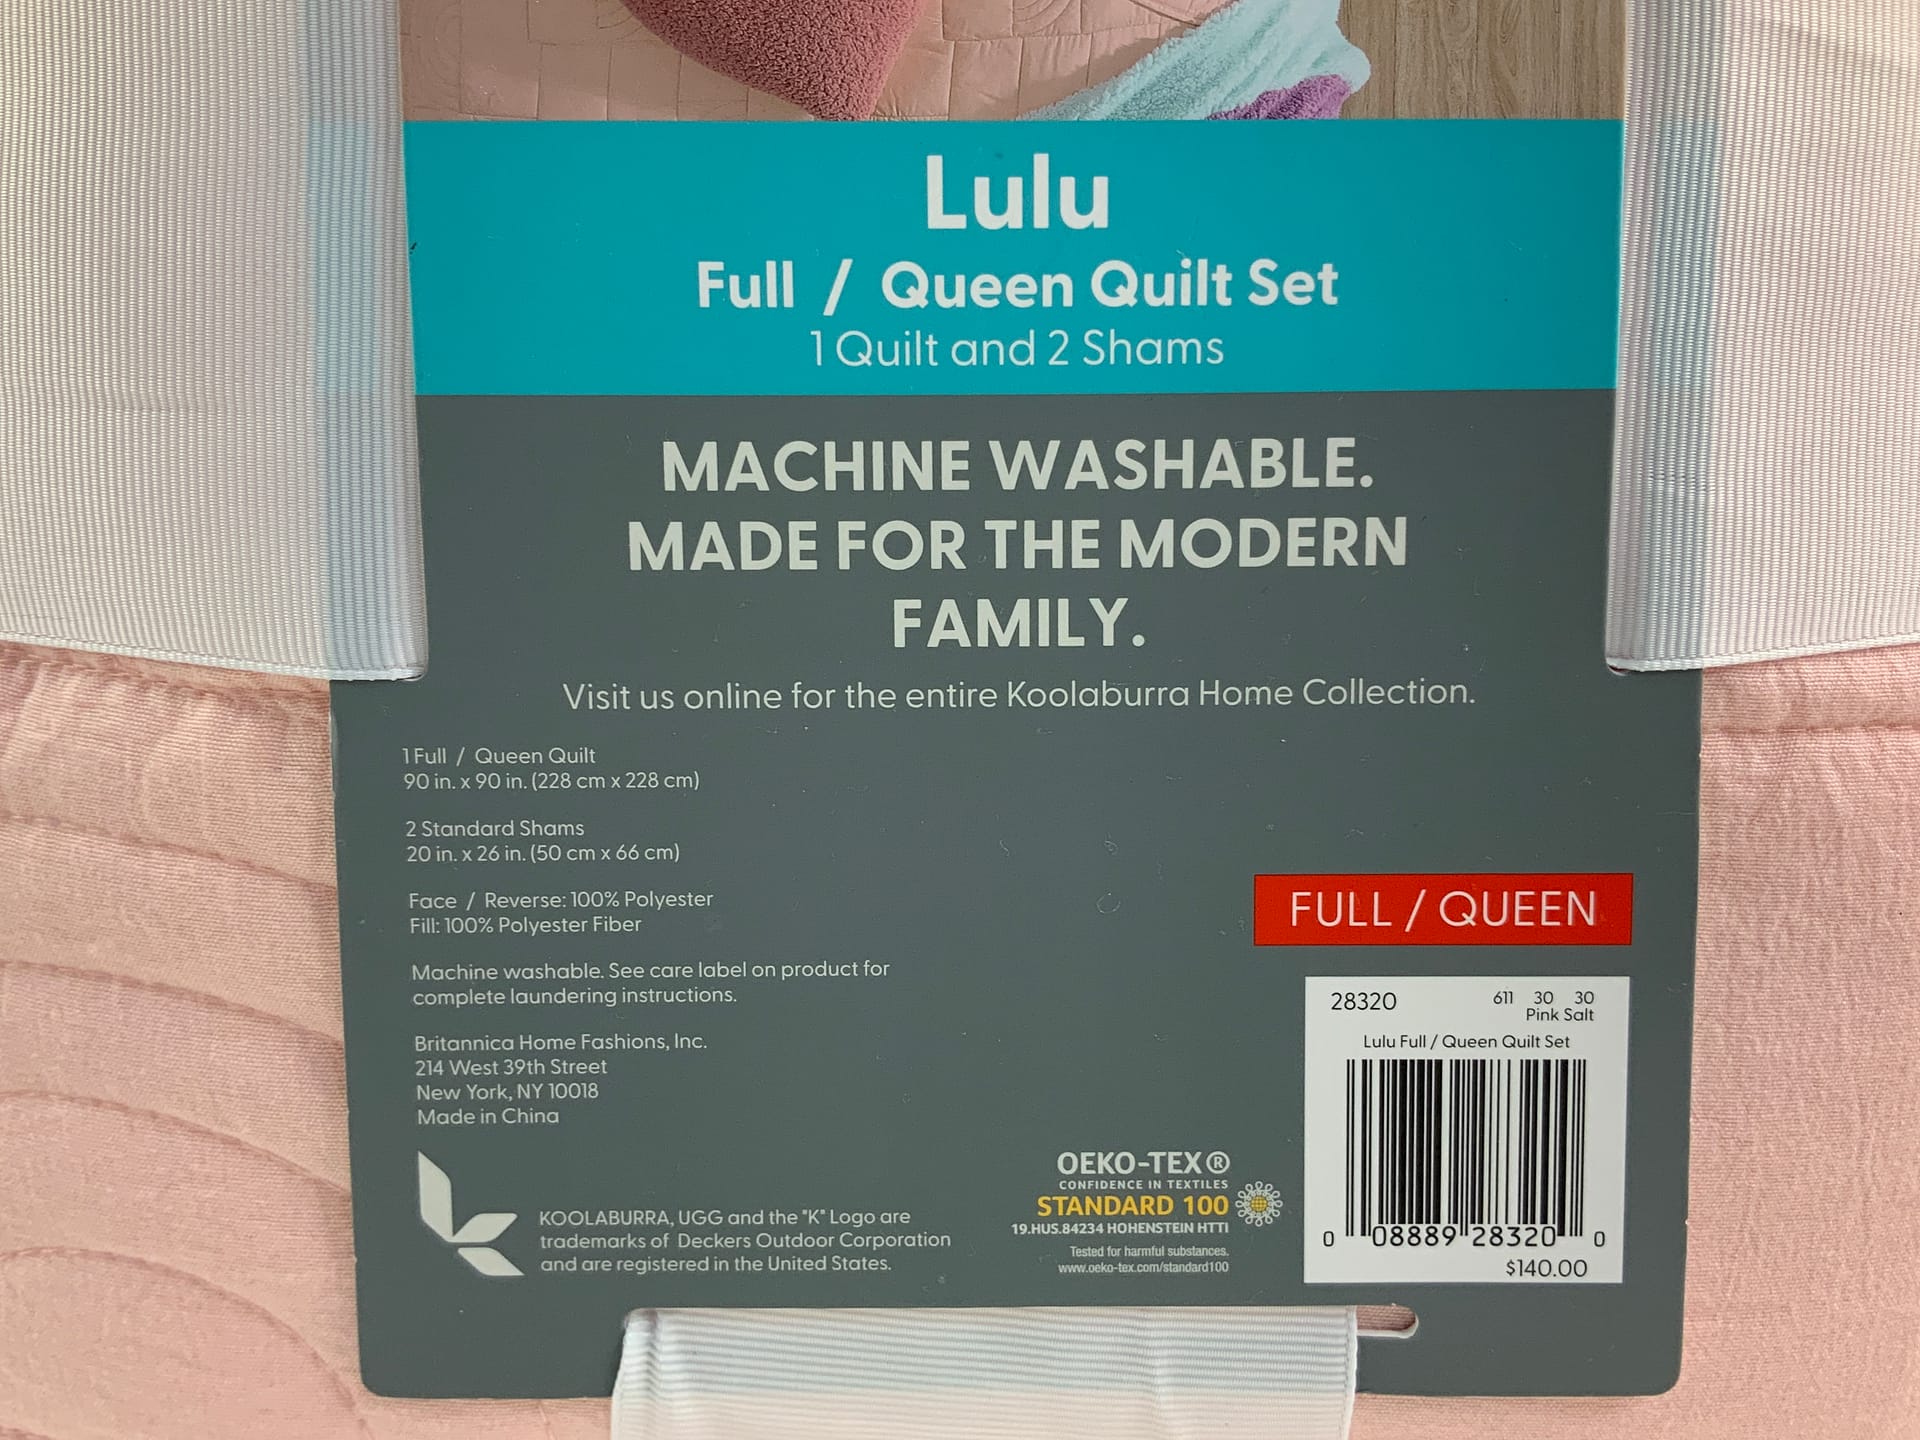 Lulu
Full / Queen Quilt Set
1 Quilt and 2 Shams
MACHINE WASHABLE.
MADE FOR THE MODERN
FAMILY.
Visit us online for the entire Koolaburra Home Collection.
1 Full / Queen Quilt
90 in. x 90 in. (228 cm x 228 cm)
2 Standard Shams
20 in. x 26 in. (50 cm x 66 cm)
Face / Reverse: 100% Polyester
Fill: 100% Polyester Fiber
Machine washable. See care label on product for
complete laundering instructions.
Britannica Home Fashions, Inc.
214 West 39th Street
New York, NY 10018
Made in China
KOOLABURRA, UGG and the "K" Logo are
trademarks of Deckers Outdoor Corporation
and are registered in the United States.
OEKO-TEX®
CONFIDENCE IN TEXTILES
STANDARD 100
19.HUS.84234 HOHENSTEIN HTTI
Tested for harmful substances.
www.oeko-tex.com/standard100
FULL / QUEEN
28320 611 30 30
Pink Salt
Lulu Full / Queen Quilt Set
0 08889 28320 0
$140.00